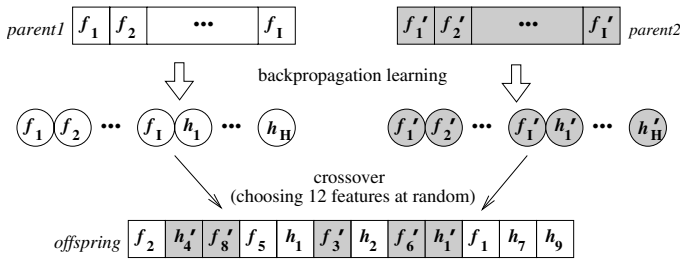 parent1 f1 f2 ... fI f1′ f2′ ... fI′ parent2
backpropagation learning
f1 f2 ... fI h1 ... hH f1′ f2′ ... fI′ h1′ ... hH′
crossover
(choosing 12 features at random)
offspring f2 h4′ f8′ f5 h1 f3′ h2 f6′ h1′ f1 h7 h9